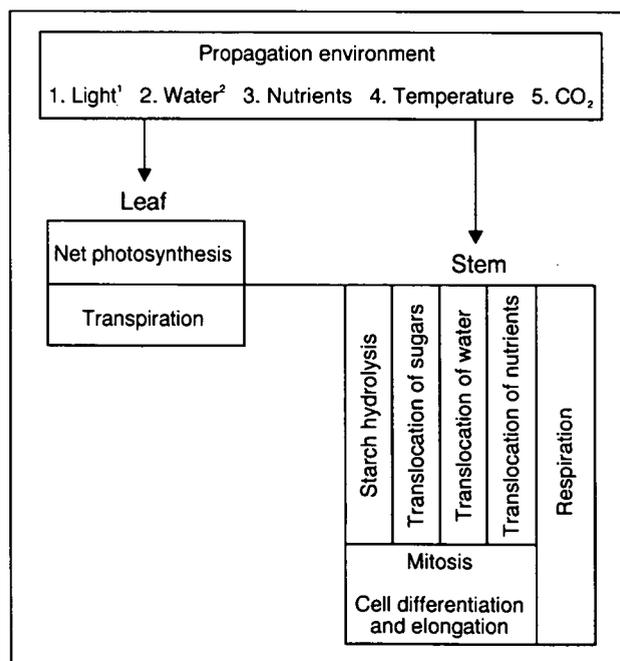 Propagation environment
1. Light¹ 2. Water² 3. Nutrients 4. Temperature 5. CO₂
Leaf
Net photosynthesis
Transpiration
Stem
Starch hydrolysis
Translocation of sugars
Translocation of water
Translocation of nutrients
Respiration
Mitosis
Cell differentiation
and elongation